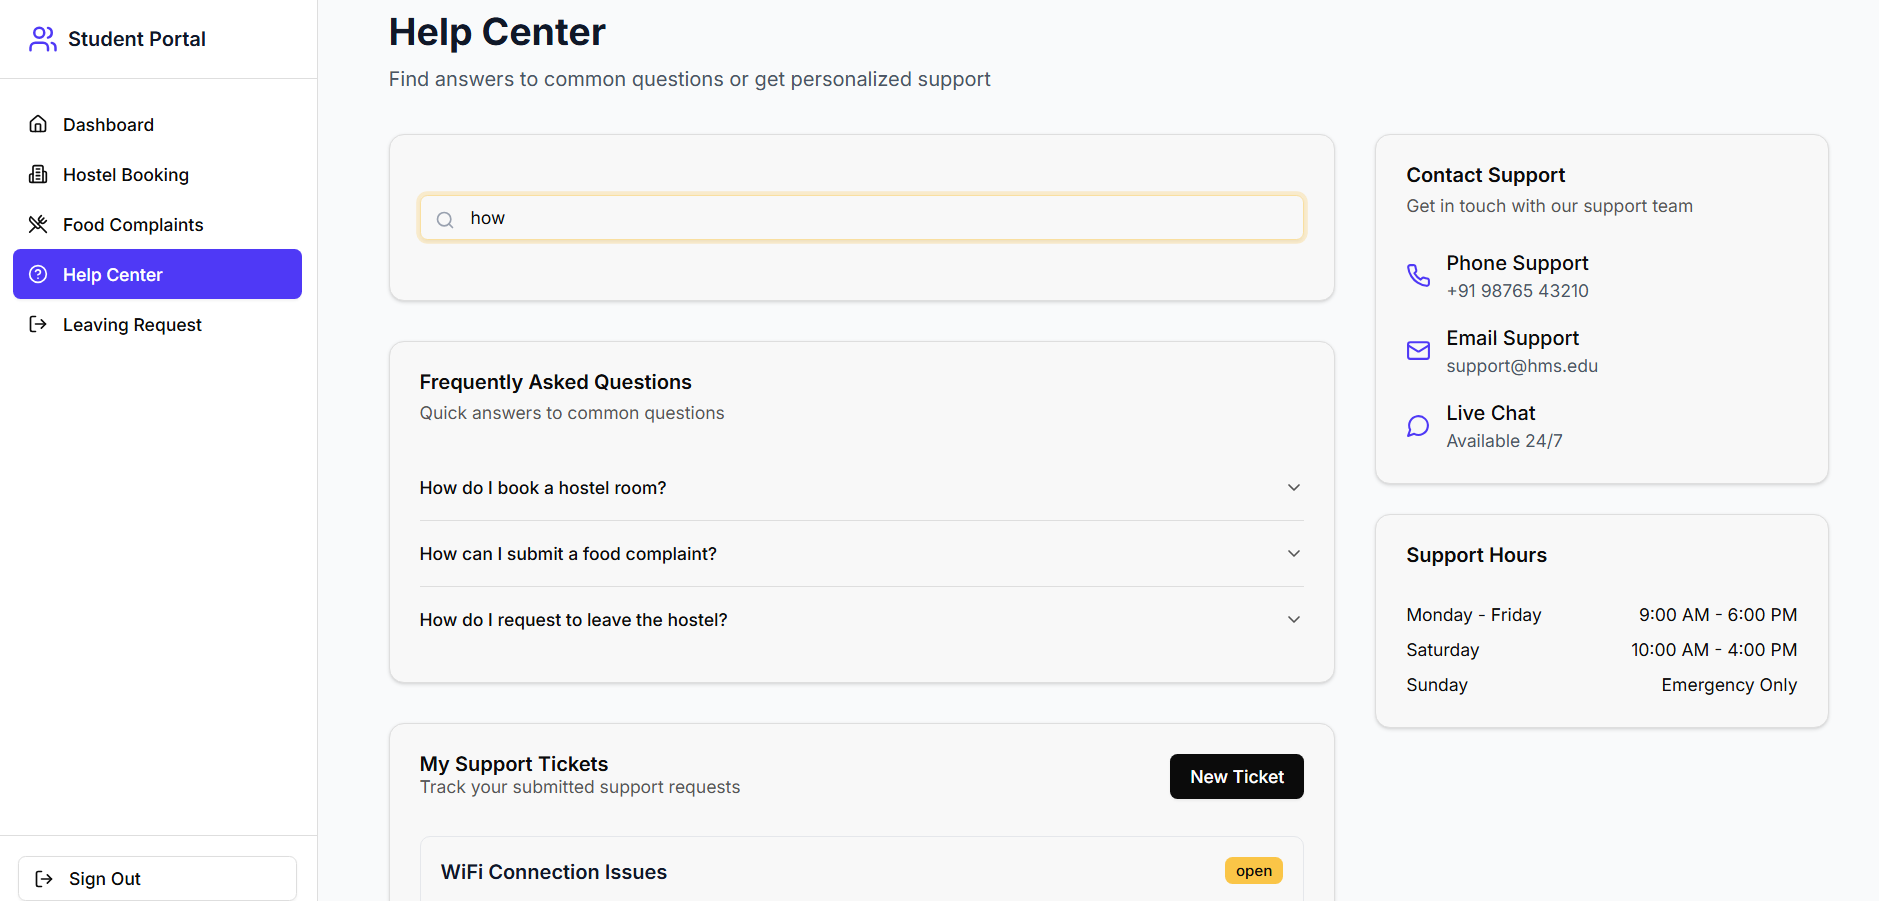 Student Portal
Dashboard
Hostel Booking
Food Complaints
Help Center
Leaving Request
Sign Out
Help Center
Find answers to common questions or get personalized support
how
Frequently Asked Questions
Quick answers to common questions
How do I book a hostel room?
How can I submit a food complaint?
How do I request to leave the hostel?
My Support Tickets
Track your submitted support requests
New Ticket
WiFi Connection Issues
open
Contact Support
Get in touch with our support team
Phone Support
+91 98765 43210
Email Support
support@hms.edu
Live Chat
Available 24/7
Support Hours
Monday - Friday 9:00 AM - 6:00 PM
Saturday 10:00 AM - 4:00 PM
Sunday Emergency Only